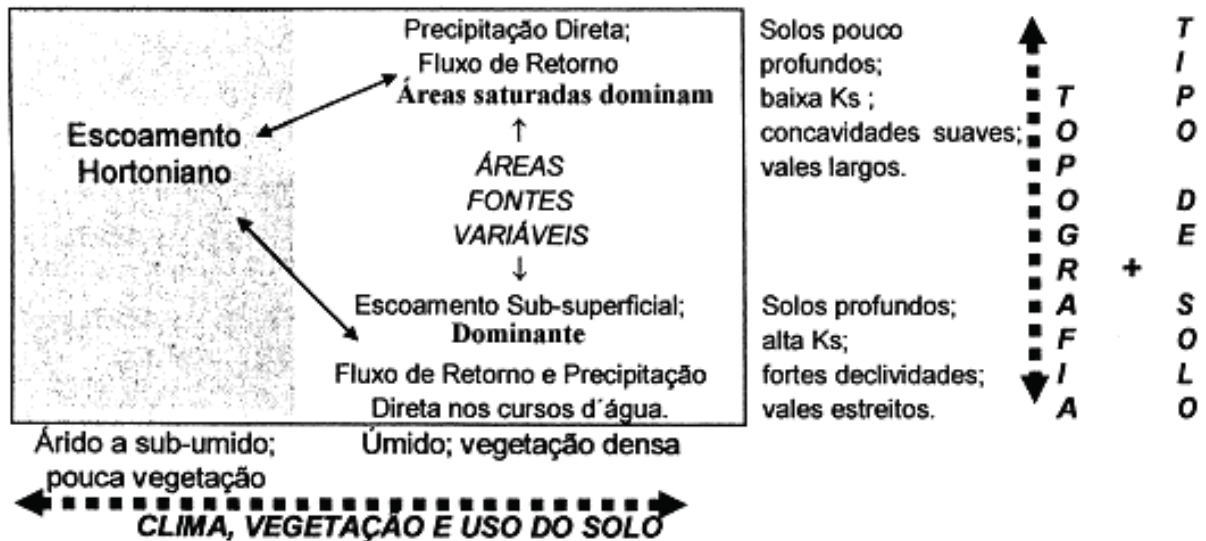 Precipitação Direta;
Fluxo de Retorno
Áreas saturadas dominam
↑
ÁREAS
FONTES
VARIÁVEIS
↓
Escoamento Sub-superficial;
Dominante
Fluxo de Retorno e Precipitação
Direta nos cursos d´água.
Escoamento
Hortoniano
Solos pouco
profundos;
baixa Ks ;
concavidades suaves;
vales largos.
Solos profundos;
alta Ks;
fortes declividades;
vales estreitos.
TOPOGRAFIA
+
TIPO DE SOLO
Árido a sub-umido;
pouca vegetação
Úmido; vegetação densa
CLIMA, VEGETAÇÃO E USO DO SOLO